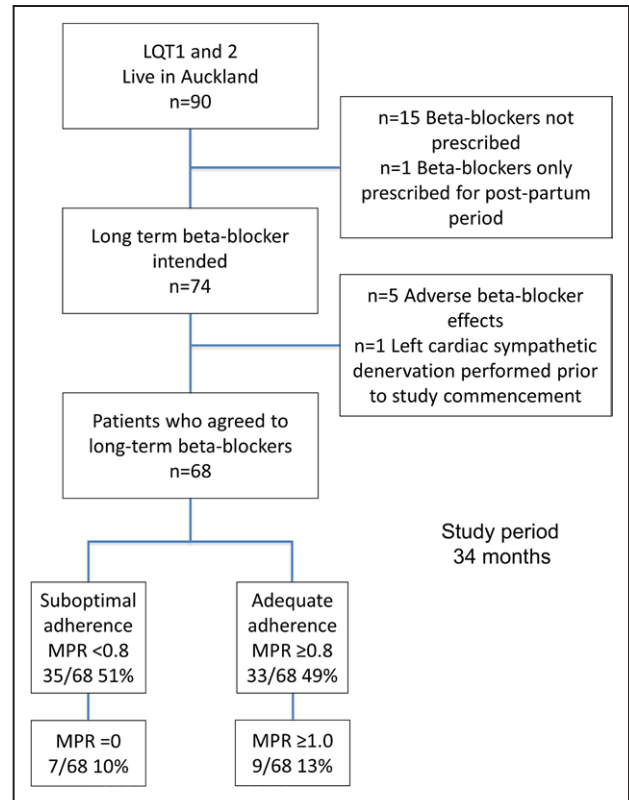 LQT1 and 2
Live in Auckland
n=90
n=15 Beta-blockers not
prescribed
n=1 Beta-blockers only
prescribed for post-partum
period
Long term beta-blocker
intended
n=74
n=5 Adverse beta-blocker
effects
n=1 Left cardiac sympathetic
denervation performed prior
to study commencement
Patients who agreed to
long-term beta-blockers
n=68
Study period
34 months
Suboptimal
adherence
MPR <0.8
35/68 51%
Adequate
adherence
MPR ≥0.8
33/68 49%
MPR =0
7/68 10%
MPR ≥1.0
9/68 13%